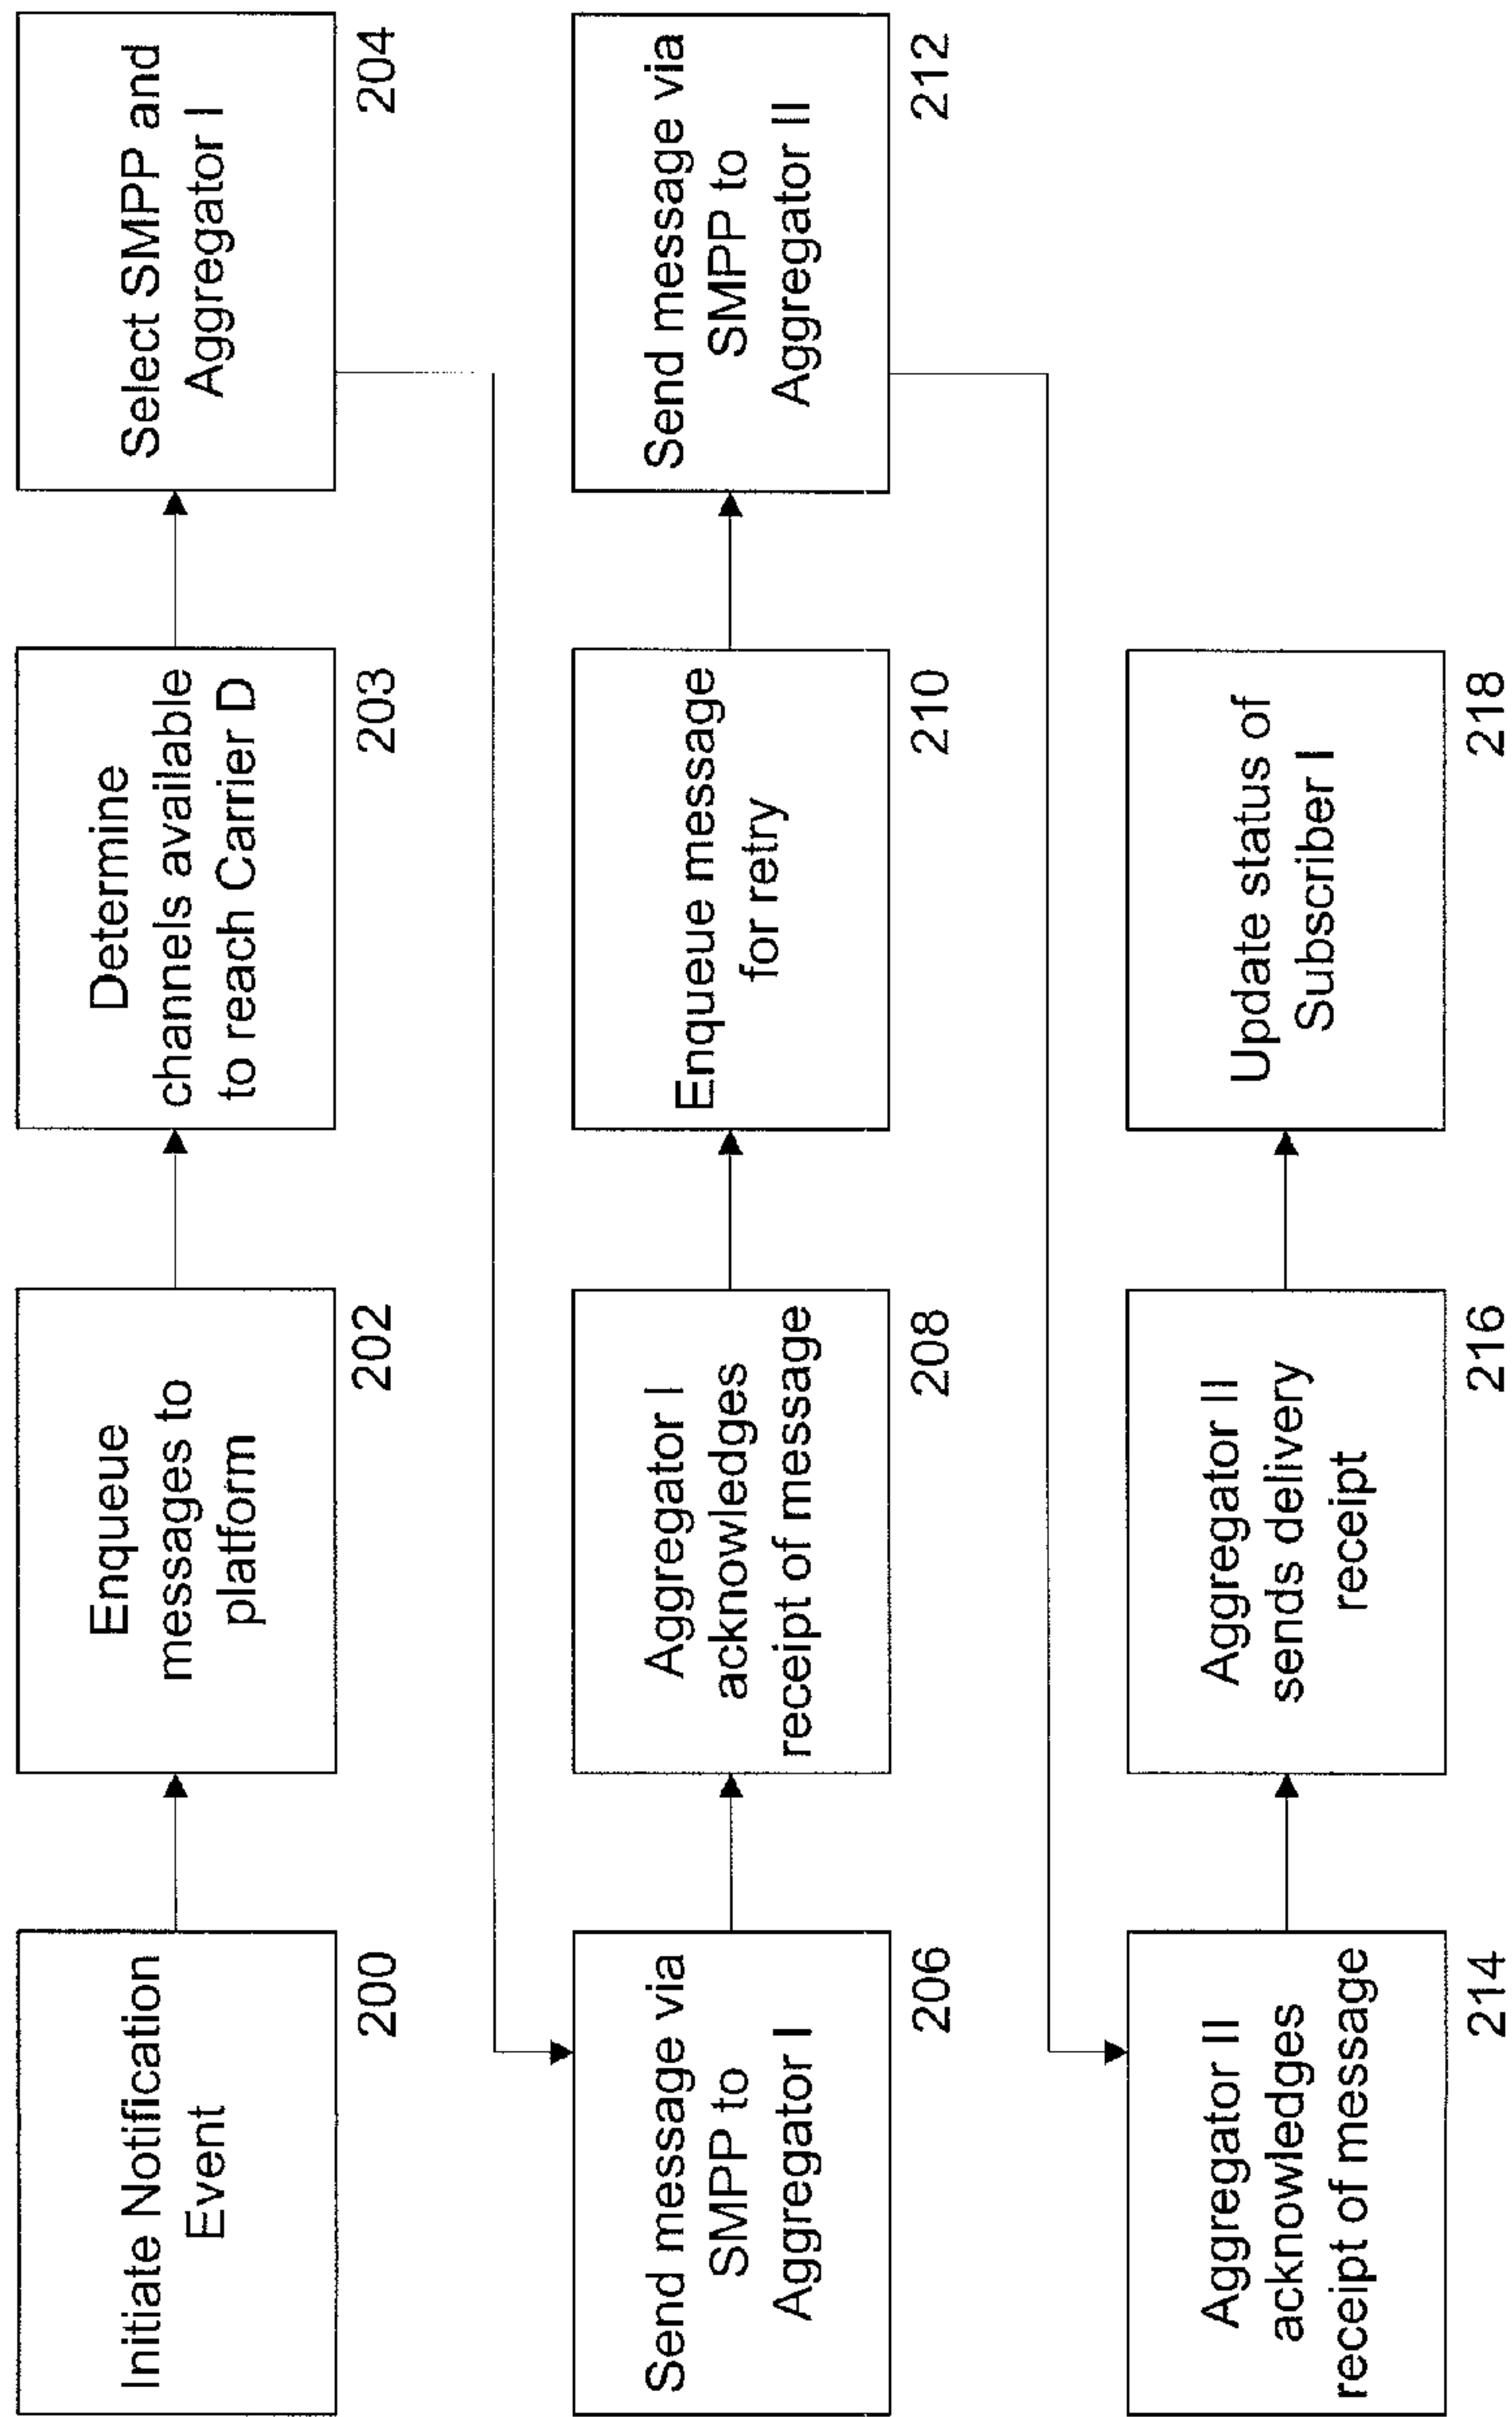 Initiate Notification
Event
200
Enqueue
messages to
platform
202
Determine
channels available
to reach Carrier D
203
Select SMPP and
Aggregator I
204
Send message via
SMPP to
Aggregator I
206
Aggregator I
acknowledges
receipt of message
208
Enqueue message
for retry
210
Send message via
SMPP to
Aggregator II
212
Aggregator II
acknowledges
receipt of message
214
Aggregator II
sends delivery
receipt
216
Update status of
Subscriber I
218